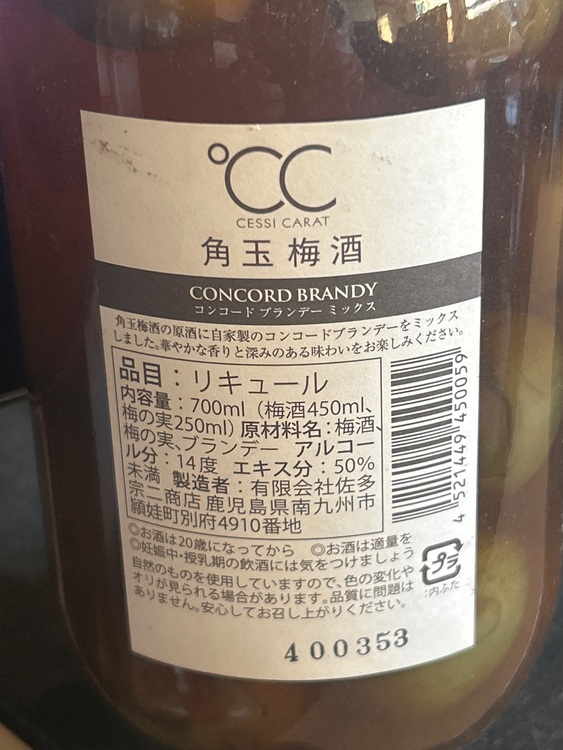 ℃C
CESSI CARAT
角玉梅酒
CONCORD BRANDY
コンコード ブランデー ミックス
角玉梅酒の原酒に自家製のコンコードブランデーをミックス
しました。華やかな香りと深みのある味わいをお楽しみください。
品目：リキュール
内容量：700ml（梅酒450ml、
梅の実250ml）原材料名：梅酒、
梅の実、ブランデー アルコー
ル分：14度 エキス分：50%
未満 製造者：有限会社佐多
宗二商店 鹿児島県南九州市
頴娃町別府4910番地
4 521449 450059
◎お酒は20歳になってから ◎お酒は適量を
◎妊娠中・授乳期の飲酒には気をつけましょう
自然のものを使用していますので、色の変化や
オリが見られる場合があります。品質に問題は
ありません。安心してお召し上がりください。
プラ
：内ふた
400353